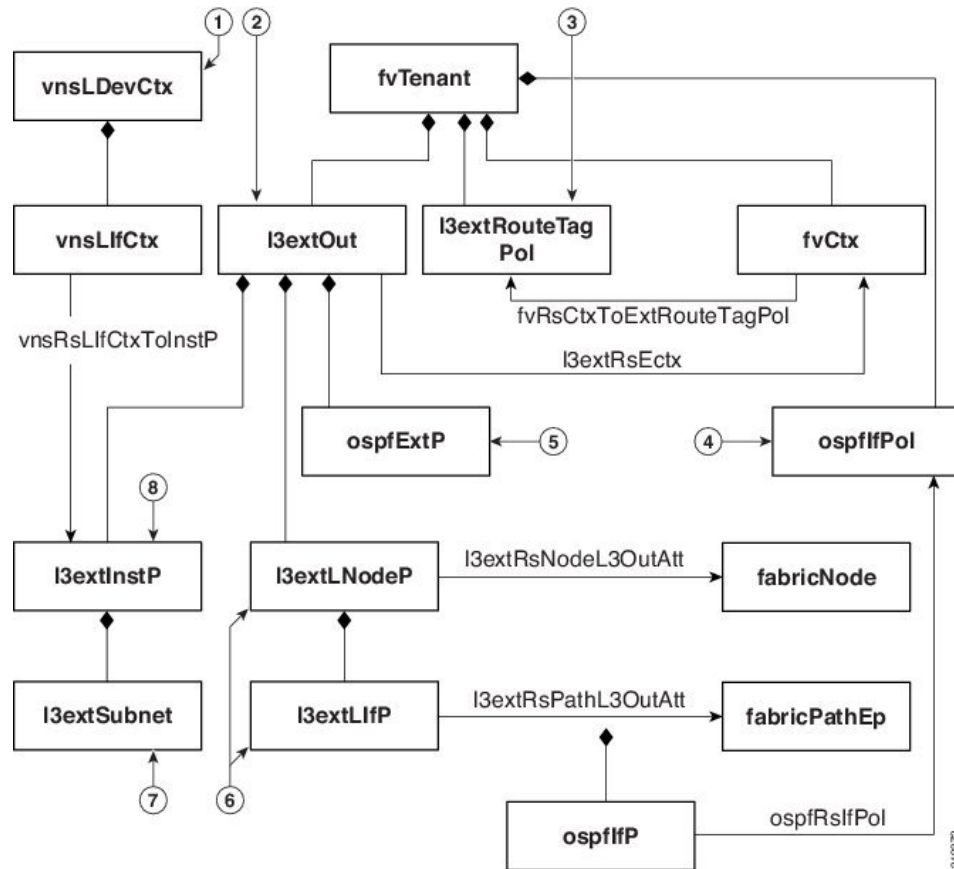 1
2
3
vnsLDevCtx
fvTenant
vnsLIfCtx
l3extOut
l3extRouteTag
Pol
fvCtx
fvRsCtxToExtRouteTagPol
vnsRsLIfCtxToInstP
l3extRsEctx
ospfExtP
5
4
ospfIfPol
8
l3extInstP
l3extLNodeP
l3extRsNodeL3OutAtt
fabricNode
l3extSubnet
l3extLIfP
l3extRsPathL3OutAtt
fabricPathEp
7
6
ospfIfP
ospfRsIfPol